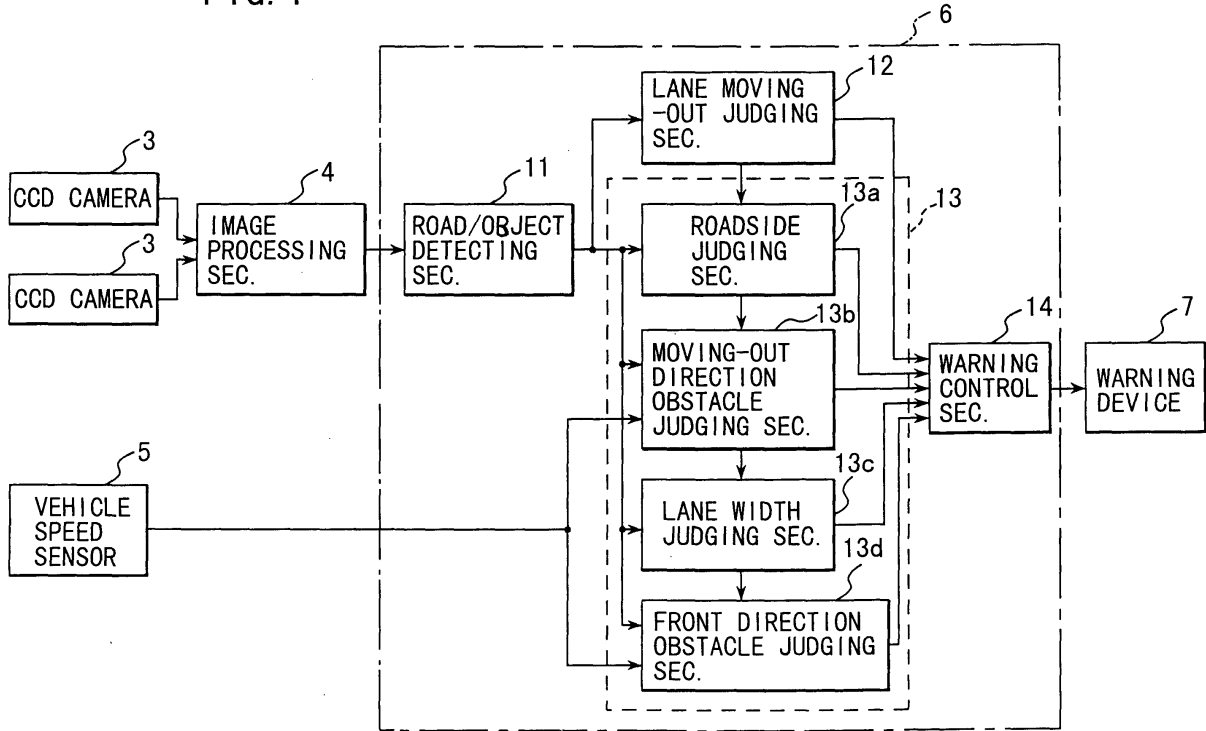 6
12
LANE MOVING
-OUT JUDGING
SEC.
3
CCD CAMERA
4
IMAGE
PROCESSING
SEC.
11
ROAD/OBJECT
DETECTING
SEC.
13a
13
ROADSIDE
JUDGING
SEC.
3
CCD CAMERA
13b
MOVING-OUT
DIRECTION
OBSTACLE
JUDGING SEC.
14
WARNING
CONTROL
SEC.
7
WARNING
DEVICE
5
VEHICLE
SPEED
SENSOR
13c
LANE WIDTH
JUDGING SEC.
13d
FRONT DIRECTION
OBSTACLE JUDGING
SEC.